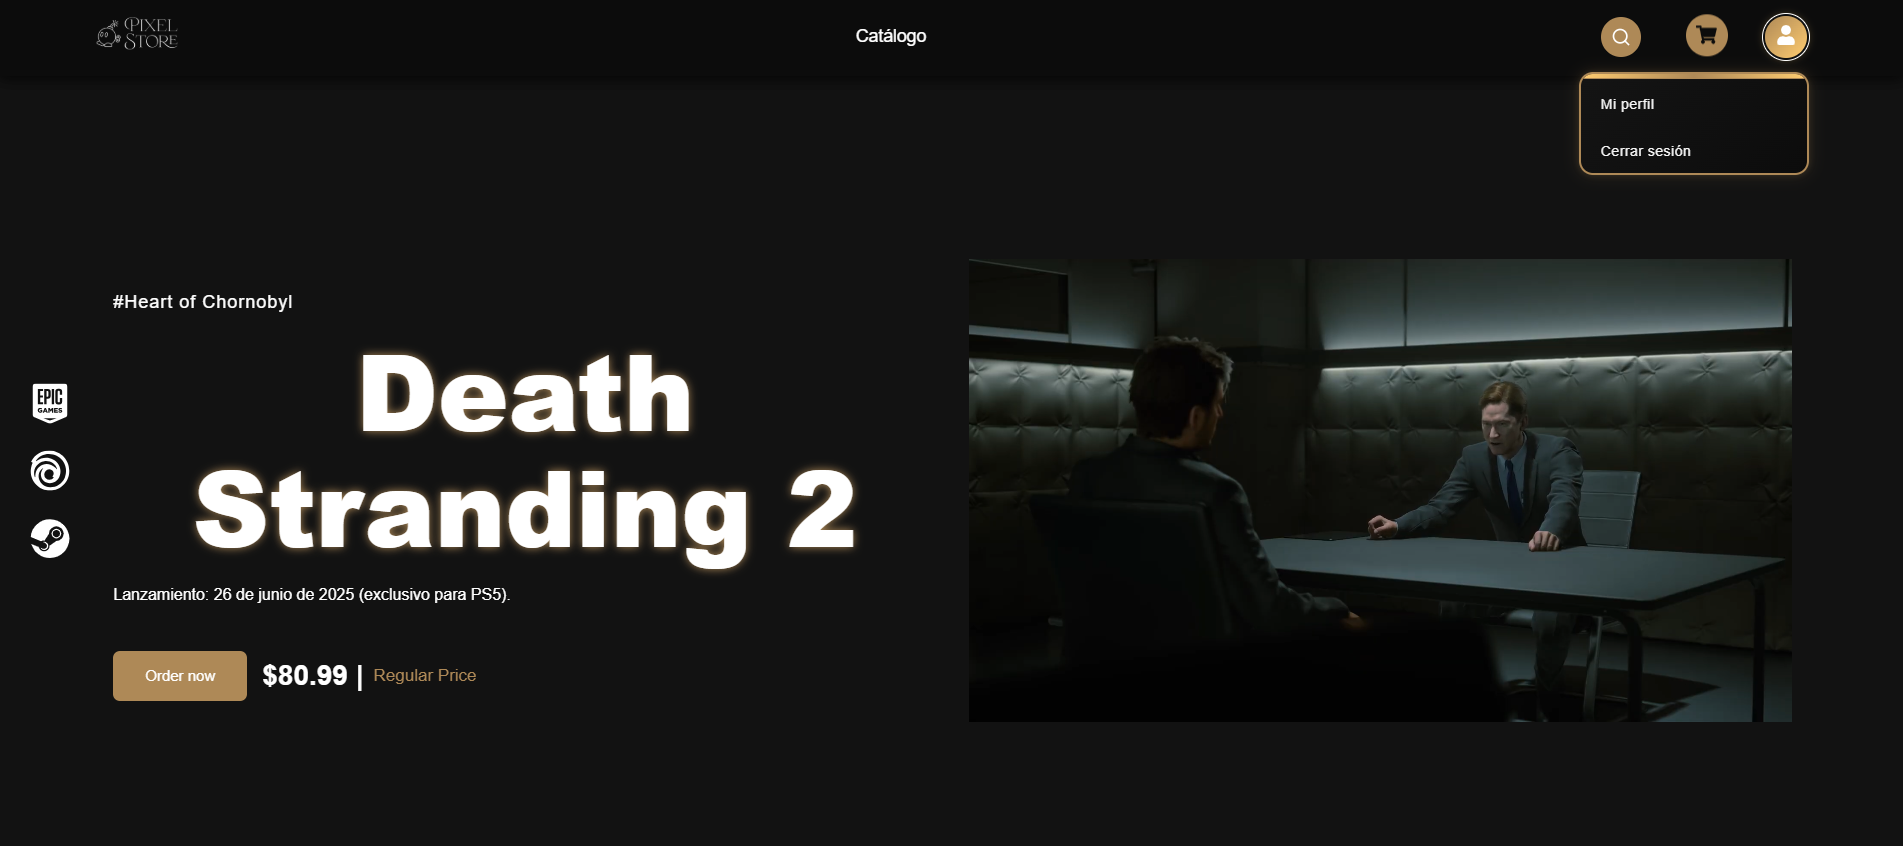 PIXEL
STORE
Catálogo
Mi perfil
Cerrar sesión
#Heart of Chornobyl
Death
Stranding 2
EPIC
GAMES
Lanzamiento: 26 de junio de 2025 (exclusivo para PS5).
Order now
$80.99 | Regular Price